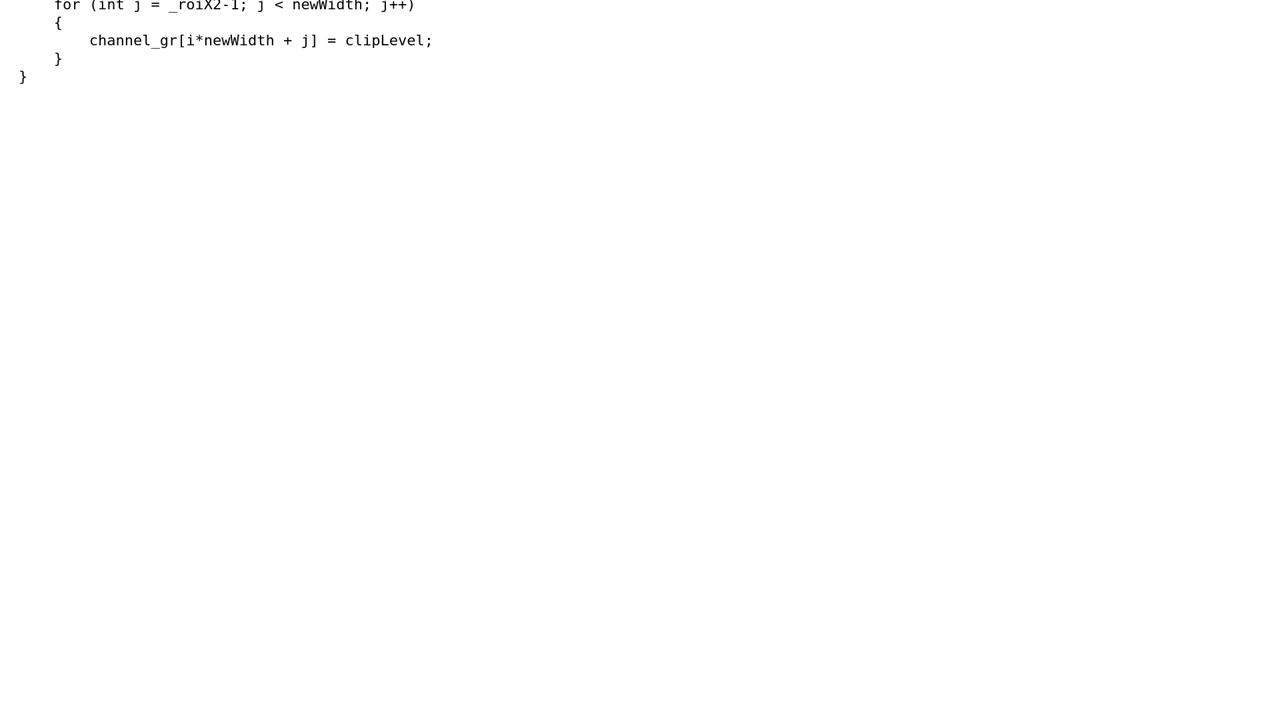 for (int j = _roiX2-1; j < newWidth; j++)
{
channel_gr[i*newWidth + j] = clipLevel;
}
}